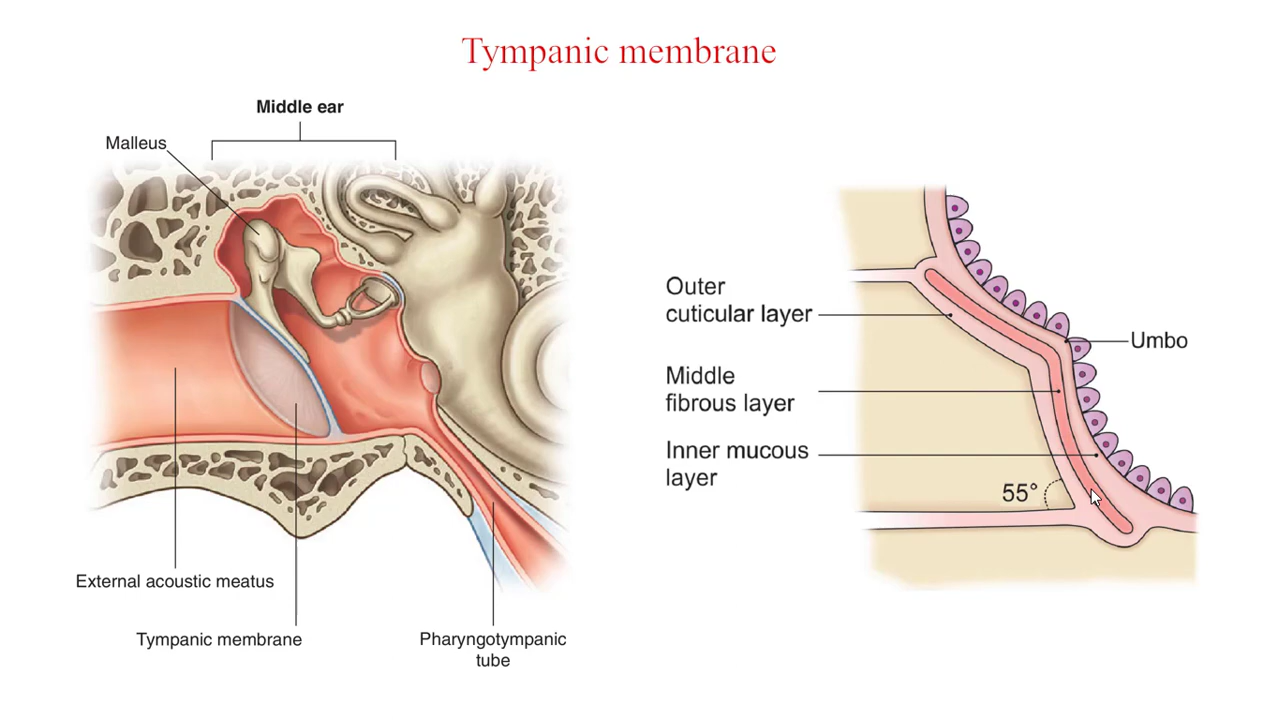 Tympanic membrane
Middle ear
Malleus
External acoustic meatus
Tympanic membrane
Pharyngotympanic
tube
Outer
cuticular layer
Middle
fibrous layer
Inner mucous
layer
Umbo
55°